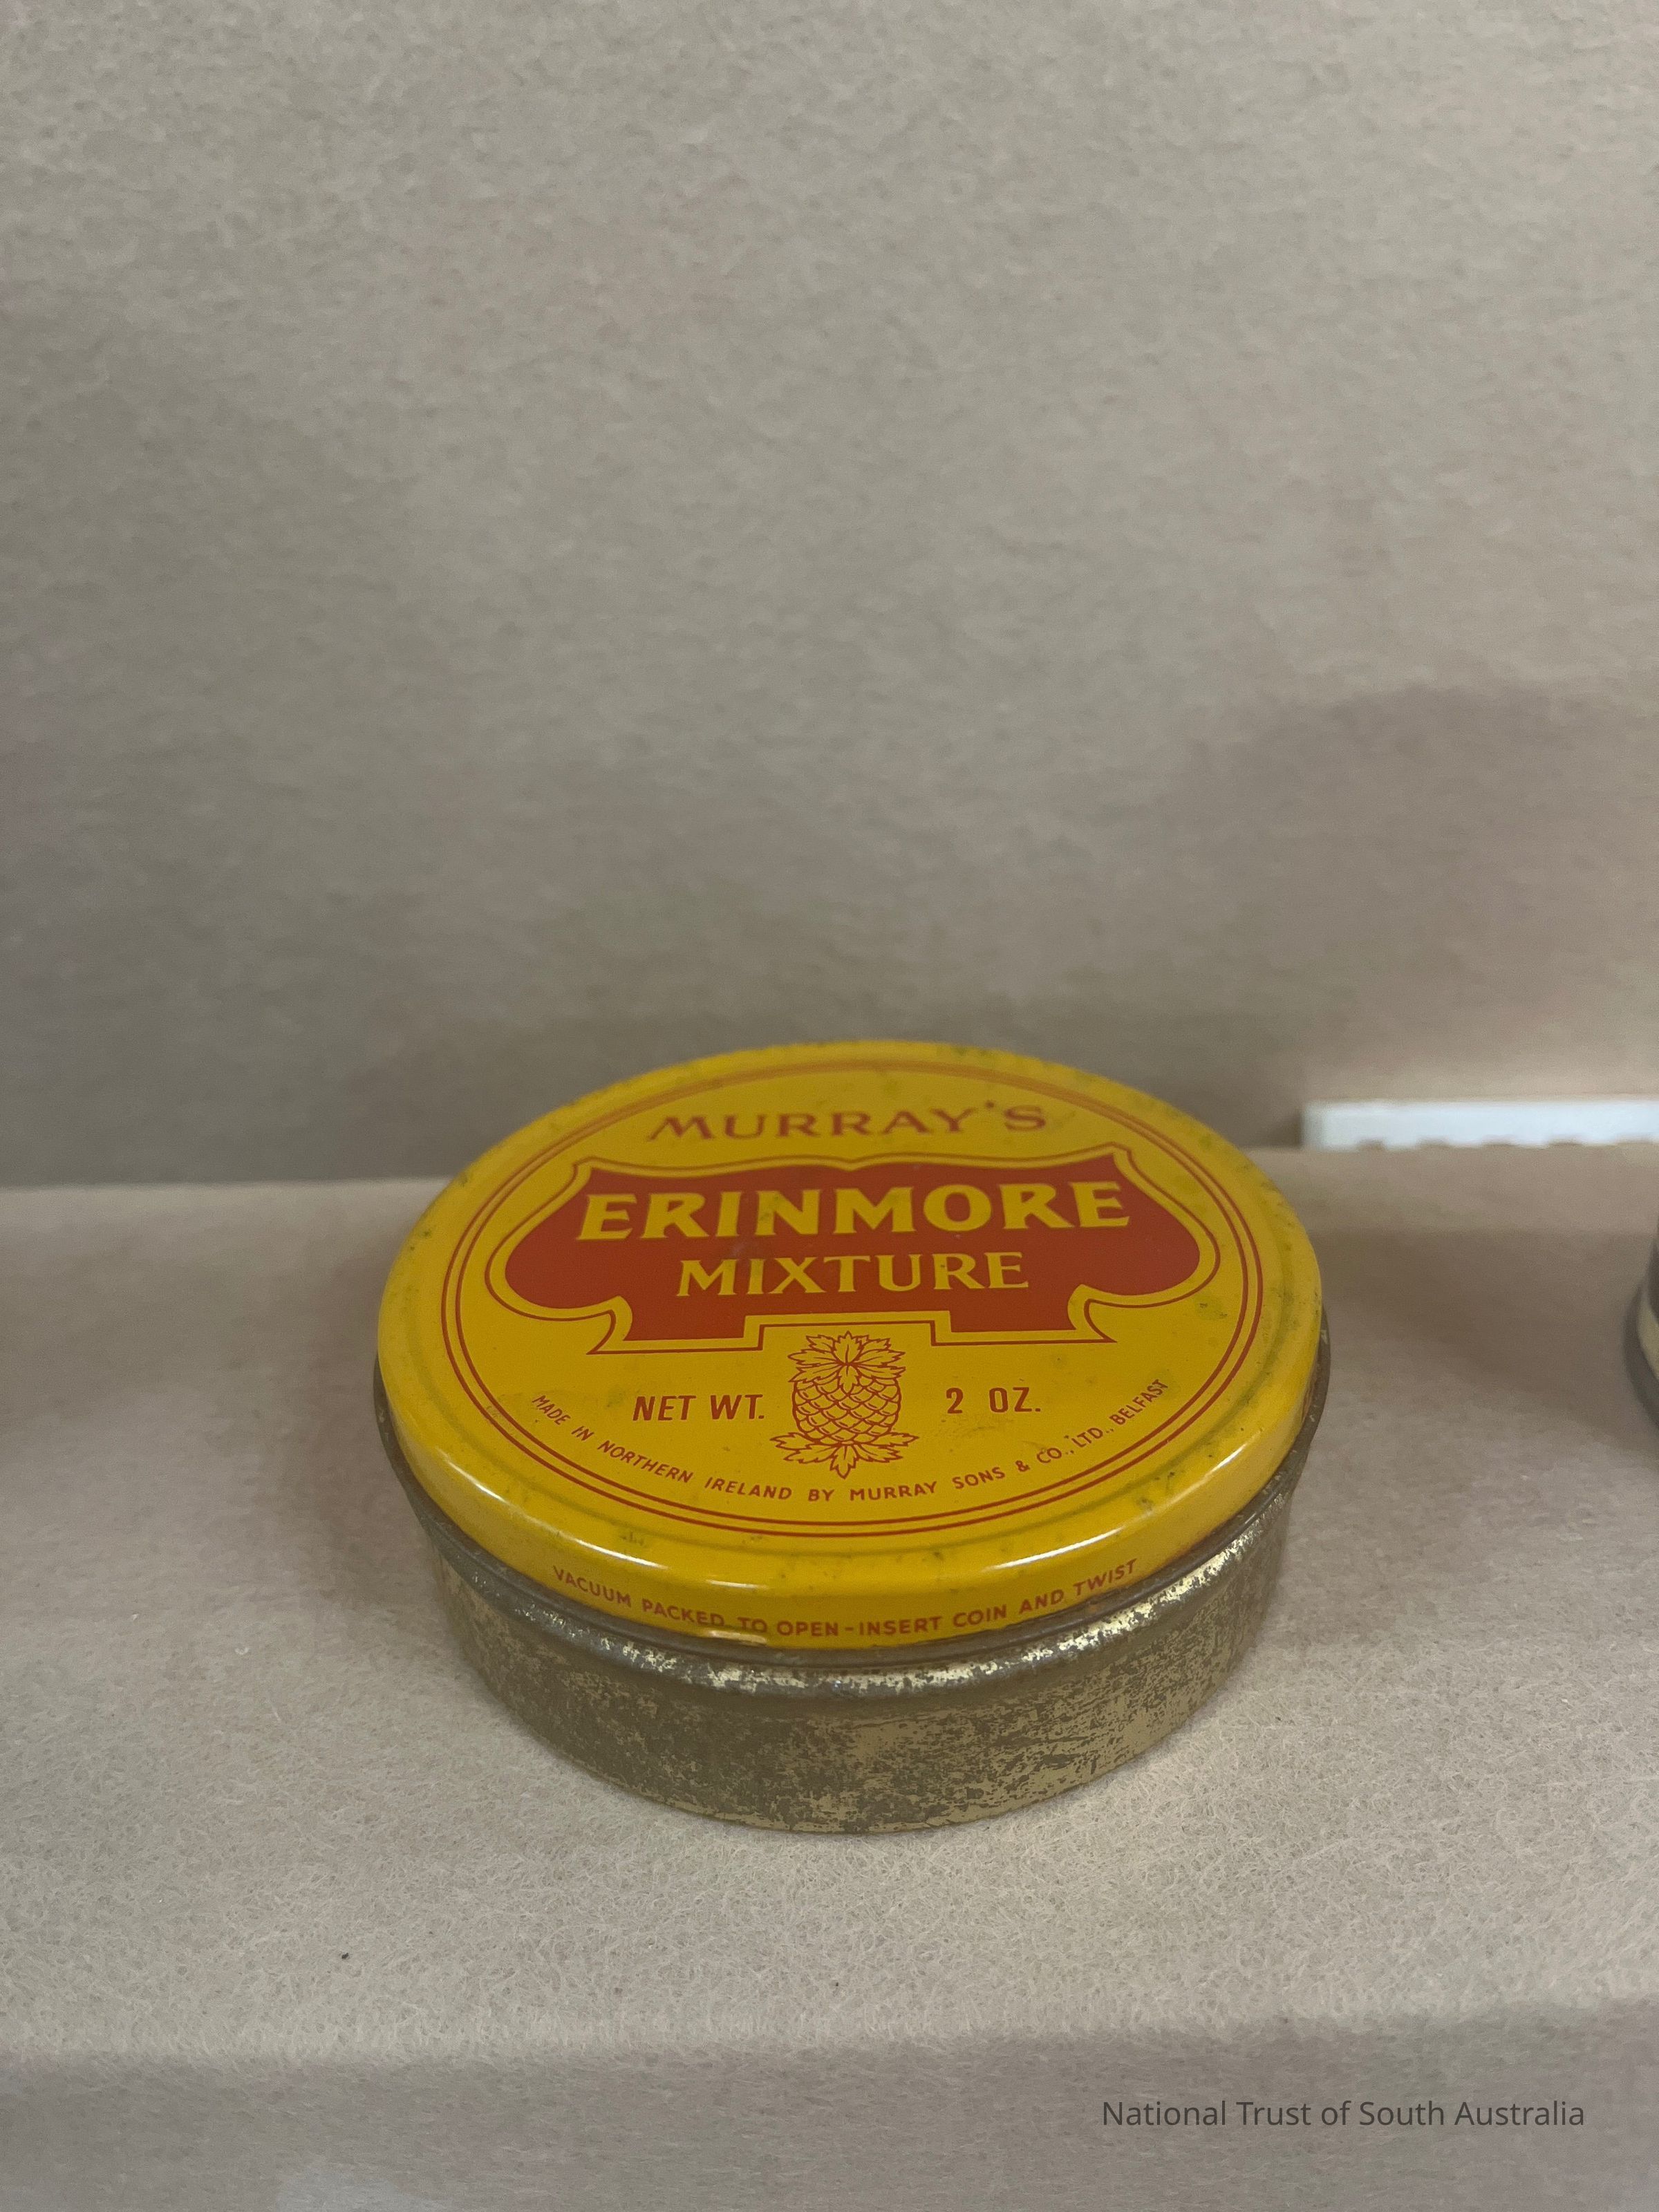 MURRAY'S
ERINMORE
MIXTURE
NET WT. 2 OZ.
MADE IN NORTHERN IRELAND BY MURRAY SONS & CO., LTD., BELFAST
VACUUM PACKED TO OPEN-INSERT COIN AND TWIST
National Trust of South Australia